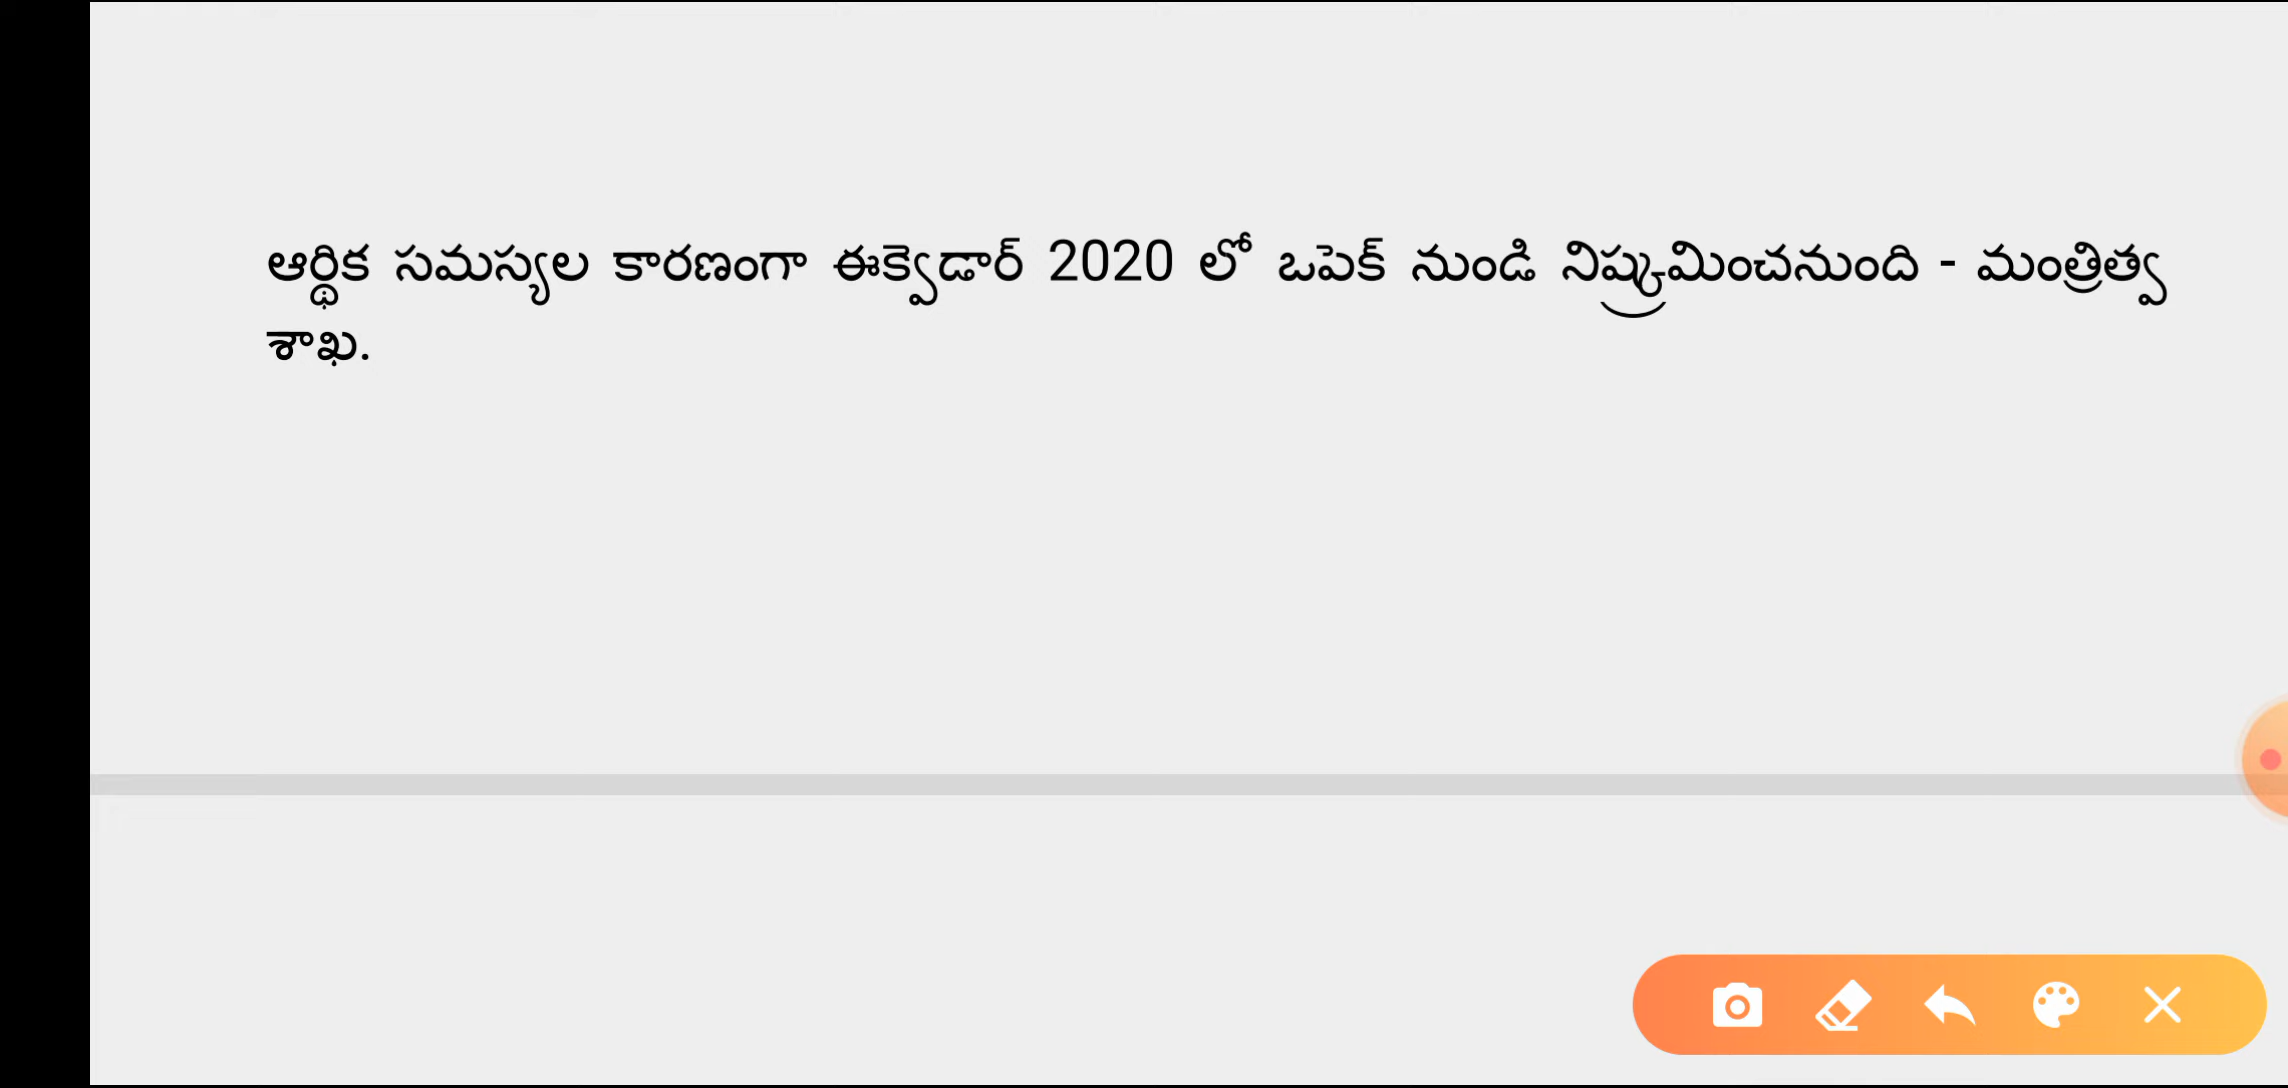 ఆర్థిక సమస్యల కారణంగా ఈక్వెడార్ 2020 లో ఒపెక్ నుండి నిష్క్రమించనుంది - మంత్రిత్వ
శాఖ.